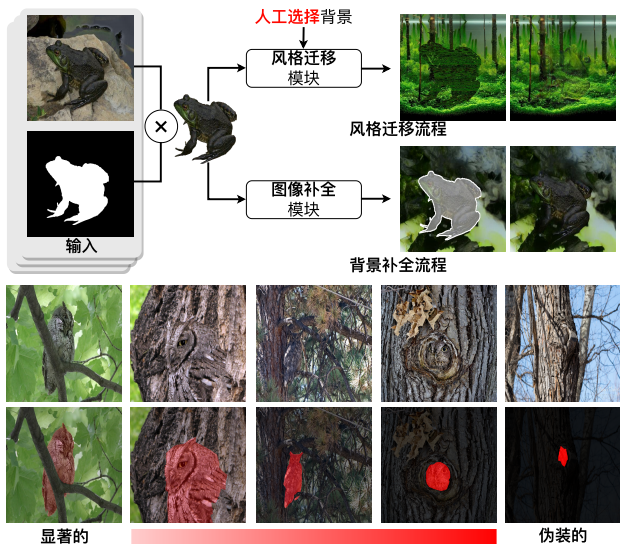 人工选择背景
风格迁移
模块
风格迁移流程
输入
图像补全
模块
背景补全流程
显著的
伪装的